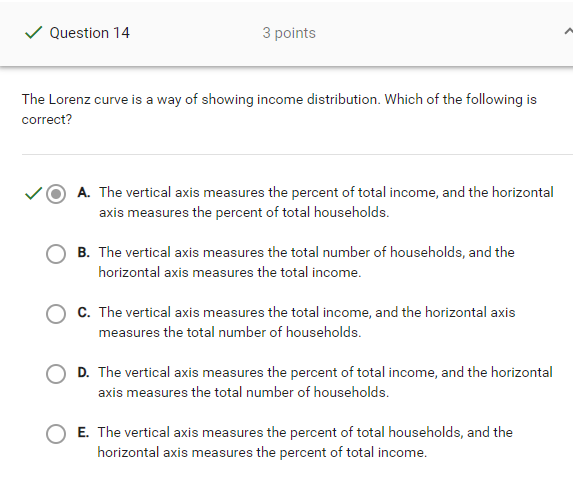 Question 14 3 points
The Lorenz curve is a way of showing income distribution. Which of the following is
correct?
A. The vertical axis measures the percent of total income, and the horizontal
axis measures the percent of total households.
B. The vertical axis measures the total number of households, and the
horizontal axis measures the total income.
C. The vertical axis measures the total income, and the horizontal axis
measures the total number of households.
D. The vertical axis measures the percent of total income, and the horizontal
axis measures the total number of households.
E. The vertical axis measures the percent of total households, and the
horizontal axis measures the percent of total income.